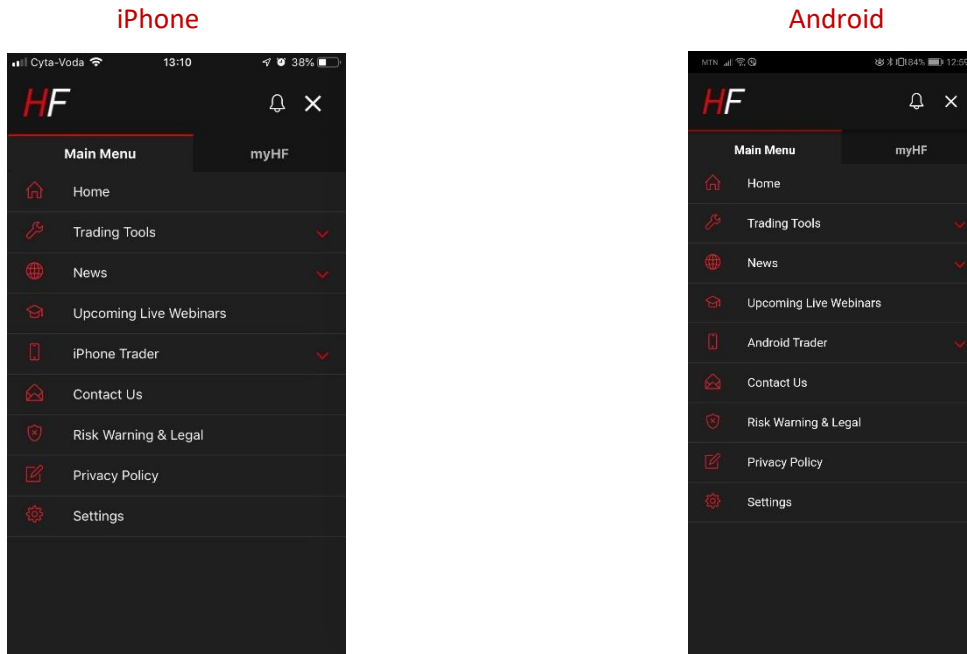 iPhone
Cyta-Voda 13:10 38%
HF
Main Menu myHF
Home
Trading Tools
News
Upcoming Live Webinars
iPhone Trader
Contact Us
Risk Warning & Legal
Privacy Policy
Settings
Android
MTN 84% 12:59
HF
Main Menu myHF
Home
Trading Tools
News
Upcoming Live Webinars
Android Trader
Contact Us
Risk Warning & Legal
Privacy Policy
Settings